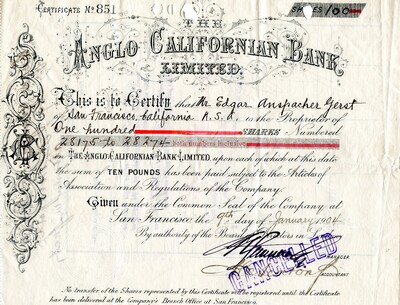 CERTIFICATE Nº 851
SHARES 100
THE
ANGLO CALIFORNIAN BANK
LIMITED.
This is to Certify that Mr Edgar Anspacher Gerst
of San Francisco, California is the Proprietor of
One hundred SHARES Numbered
28175 to 28274 both numbers inclusive
in THE ANGLO-CALIFORNIAN BANK, LIMITED, upon each of which at this date
the sum of TEN POUNDS has been paid subject to the Articles of
Association and Regulations of the Company.
Given under the Common Seal of the Company at
San Francisco the 9th day of January 1904
By authority of the Board of Directors in
MANAGER
CANCELLED
ACCOUNTANT
No transfer of the Shares represented by this Certificate will be registered until the Certificate
has been delivered at the Company's Branch Office at San Francisco